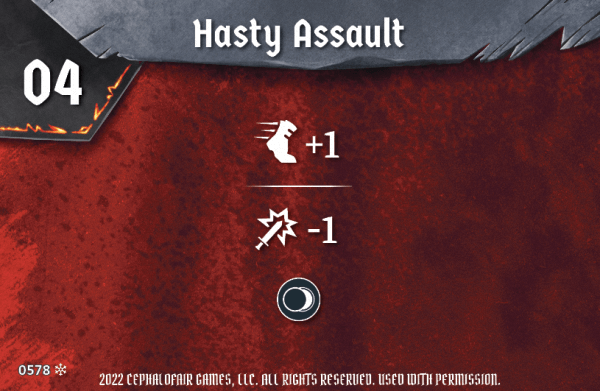 Hasty Assault
04
+1
-1
0578
2022 CEPHALOFAIR GAMES, LLC. ALL RIGHTS RESERVED. USED WITH PERMISSION.